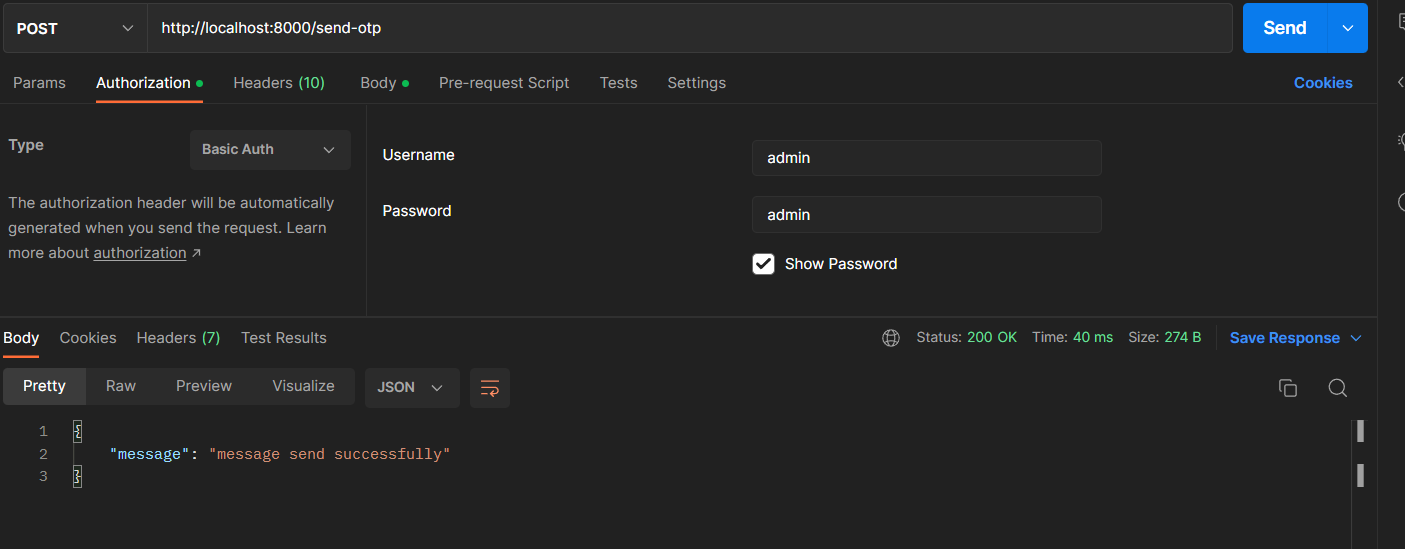 POST http://localhost:8000/send-otp Send
Params Authorization Headers (10) Body Pre-request Script Tests Settings Cookies
Type Basic Auth
The authorization header will be automatically
generated when you send the request. Learn
more about authorization ↗
Username admin
Password admin
Show Password
Body Cookies Headers (7) Test Results Status: 200 OK Time: 40 ms Size: 274 B Save Response
Pretty Raw Preview Visualize JSON
1 {
2 "message": "message send successfully"
3 }